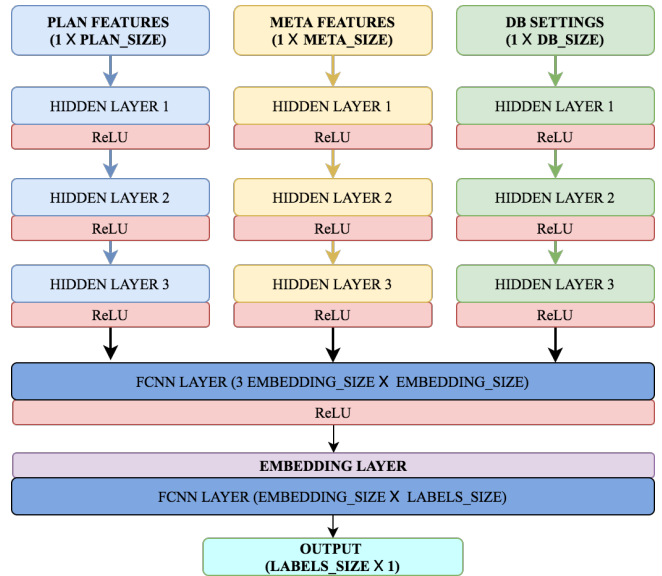 PLAN FEATURES
(1 X PLAN_SIZE)
META FEATURES
(1 X META_SIZE)
DB SETTINGS
(1 X DB_SIZE)
HIDDEN LAYER 1
ReLU
HIDDEN LAYER 1
ReLU
HIDDEN LAYER 1
ReLU
HIDDEN LAYER 2
ReLU
HIDDEN LAYER 2
ReLU
HIDDEN LAYER 2
ReLU
HIDDEN LAYER 3
ReLU
HIDDEN LAYER 3
ReLU
HIDDEN LAYER 3
ReLU
FCNN LAYER (3 EMBEDDING_SIZE X EMBEDDING_SIZE)
ReLU
EMBEDDING LAYER
FCNN LAYER (EMBEDDING_SIZE X LABELS_SIZE)
OUTPUT
(LABELS_SIZE X 1)